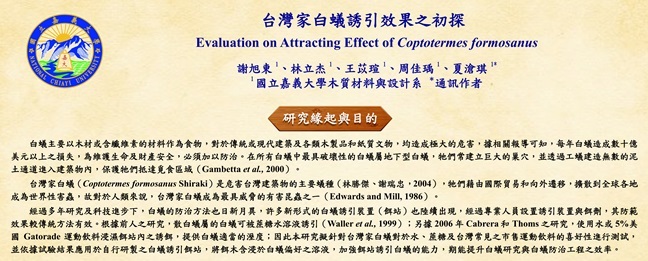 台灣家白蟻誘引效果之初探
Evaluation on Attracting Effect of Coptotermes formosanus
謝旭東¹、林立杰¹、王苡瑄¹、周佳瑀¹、夏滄琪¹*
¹國立嘉義大學木質材料與設計系 *通訊作者
國立嘉義大學
NATIONAL CHIAYI UNIVERSITY
研究緣起與目的
白蟻主要以木材或含纖維素的材料作為食物，對於傳統或現代建築及各類木製品和紙質文物，均造成極大的危害，據相關報導可知，每年白蟻造成數十億
美元以上之損失，為維護生命及財產安全，必須加以防治。在所有白蟻中最具破壞性的白蟻屬地下型白蟻，牠們常建立巨大的巢穴，並透過工蟻建造無數的泥
土通道進入建築物內，保護牠們抵達覓食區域（Gambetta et al., 2000）。
台灣家白蟻（Coptotermes formosanus Shiraki）是危害台灣建築物的主要蟻種（林勝傑、謝瑞忠，2004），牠們藉由國際貿易和向外遷移，擴散到全球各地
成為世界性害蟲，故對於人類來說，台灣家白蟻成為最具威脅的有害昆蟲之一（Edwards and Mill, 1986）。
經過多年研究及科技進步下，白蟻的防治方法也日新月異，許多新形式的白蟻誘引裝置（餌站）也陸續出現，經過專業人員設置誘引裝置與餌劑，其防範
效果較傳統方法有效。根據前人之研究，散白蟻屬的白蟻可被蔗糖水溶液誘引（Waller et al., 1999）；另據 2006 年 Cabrera 和 Thoms 之研究，使用水或 5%美
國 Gatorade 運動飲料浸濕餌站內之誘餌，提供白蟻適當的溼度；因此本研究擬針對台灣家白蟻對於水、蔗糖及台灣常見之市售運動飲料的喜好性進行測試，
並依據試驗結果應用於自行研製之白蟻誘引餌站，將餌木含浸於白蟻偏好之溶液，加強餌站誘引白蟻的能力，期能提升白蟻研究與白蟻防治工程之效率。